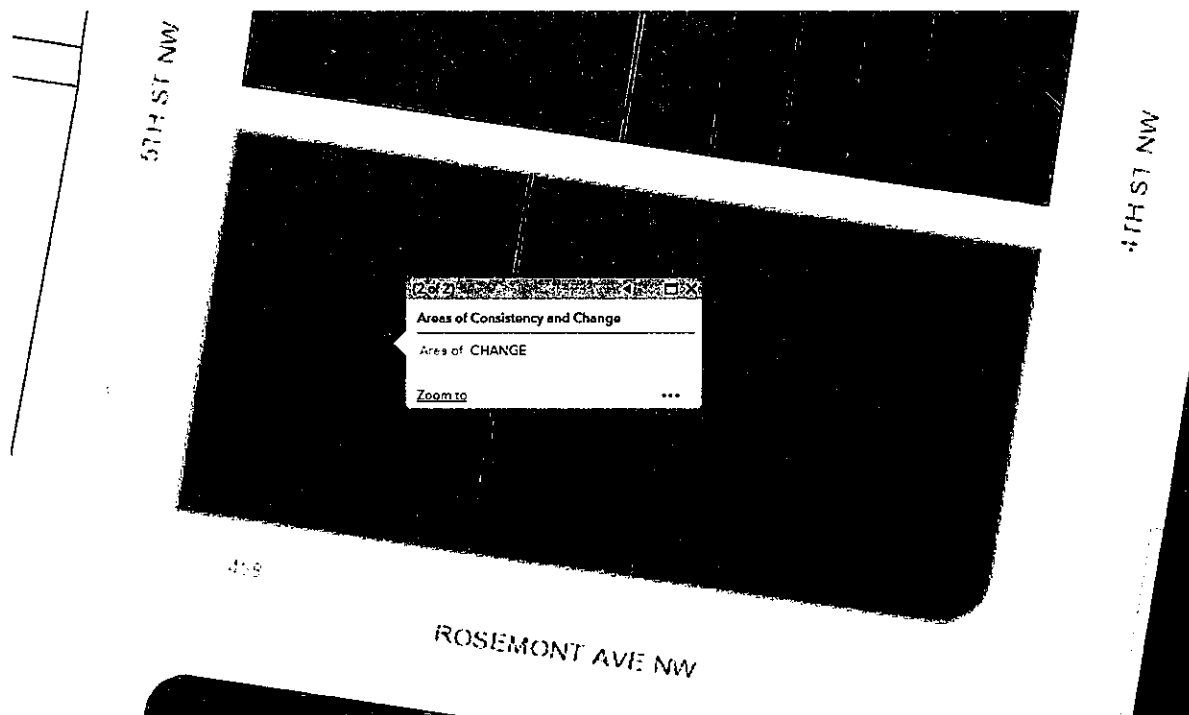 5TH ST NW
4TH ST NW
(2 of 2)
Areas of Consistency and Change
Area of CHANGE
Zoom to
•••
458
ROSEMONT AVE NW